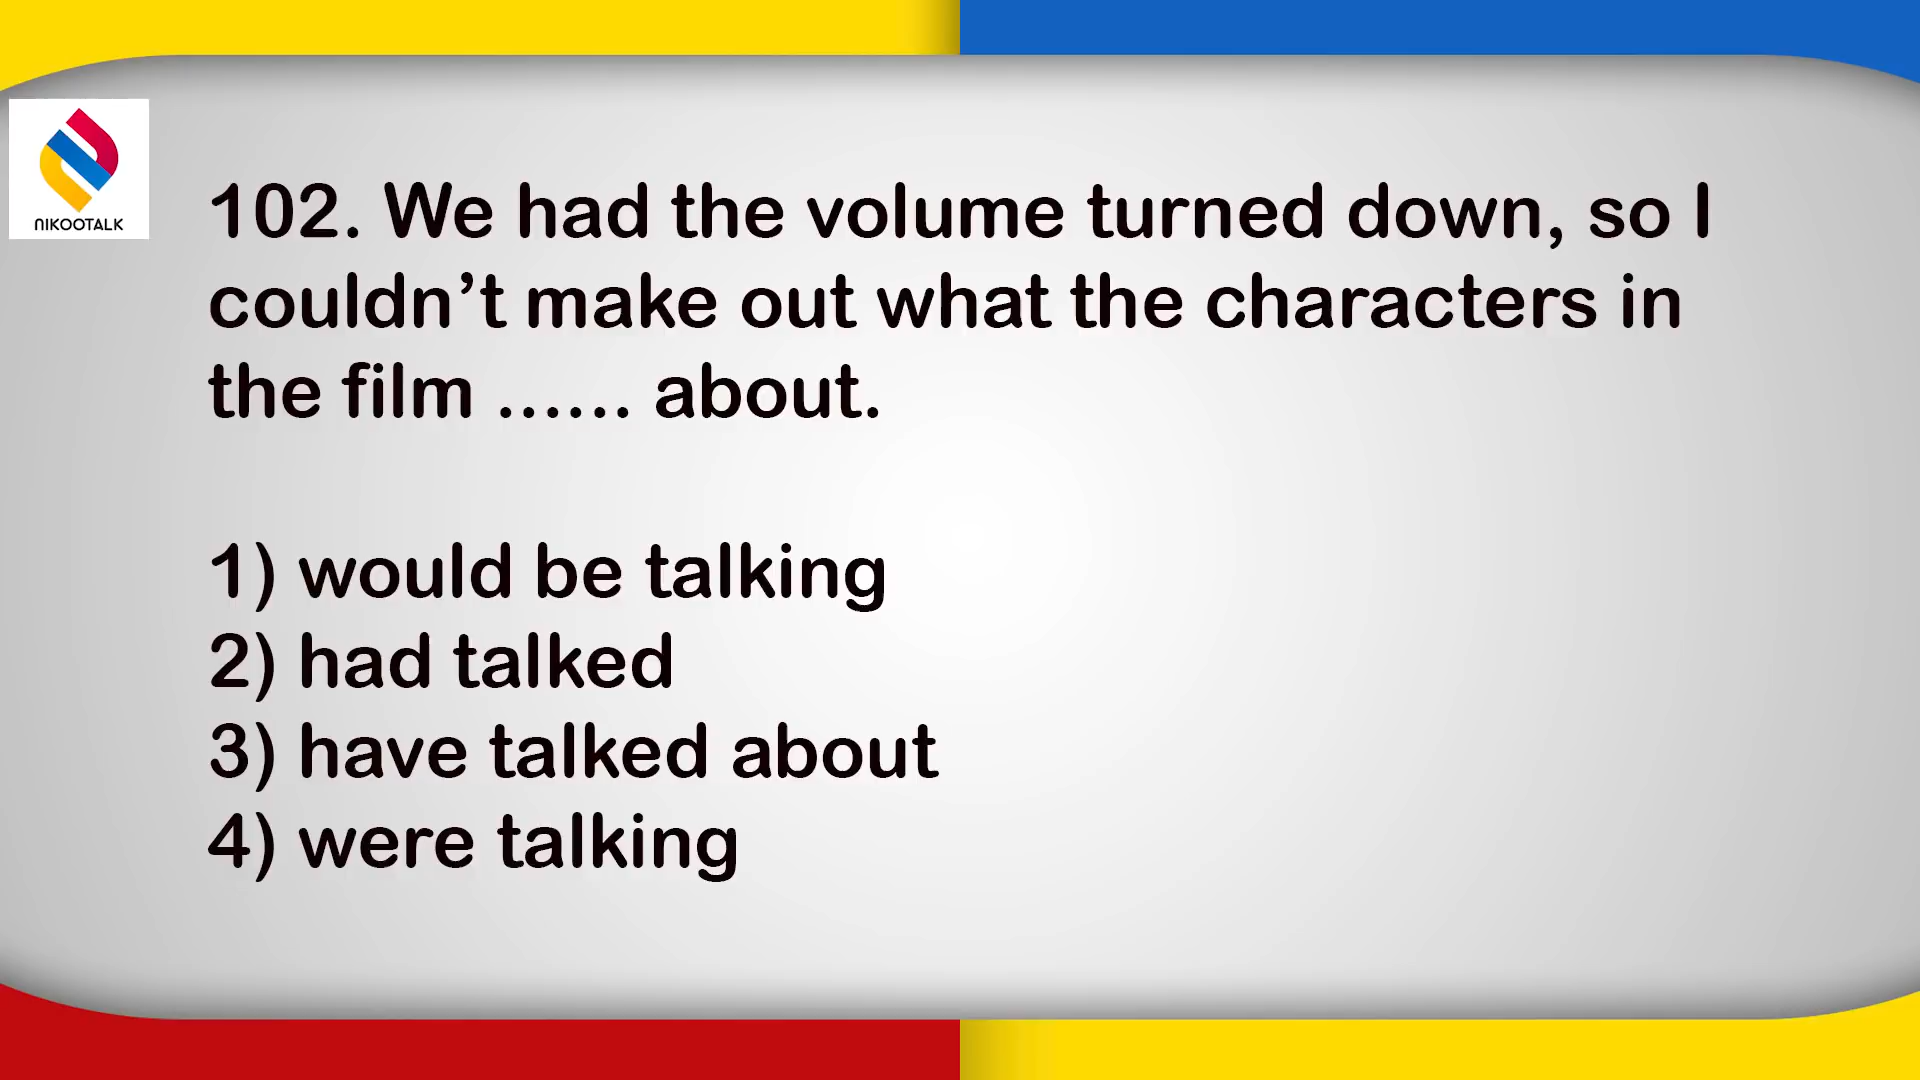 NIKOOTALK
102. We had the volume turned down, so I
couldn’t make out what the characters in
the film ...... about.
1) would be talking
2) had talked
3) have talked about
4) were talking